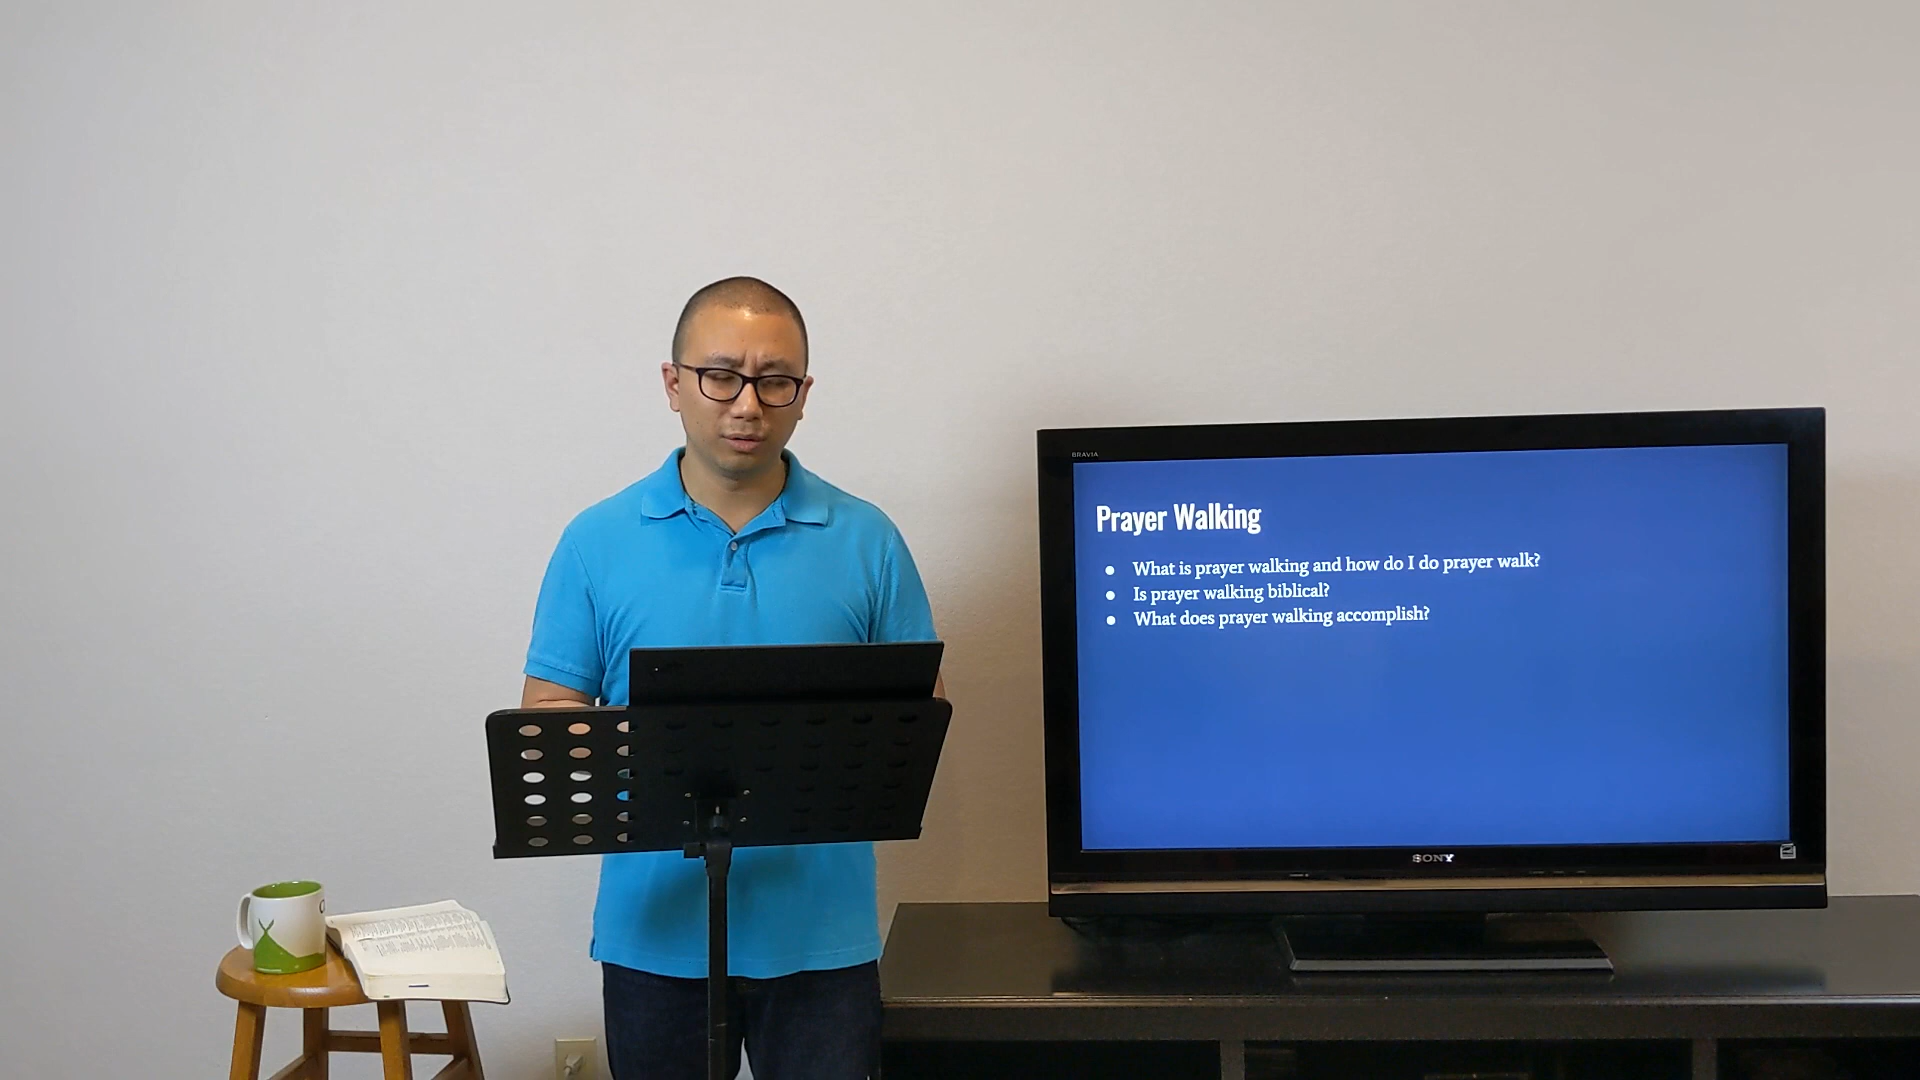 BRAVIA
Prayer Walking
● What is prayer walking and how do I do prayer walk?
● Is prayer walking biblical?
● What does prayer walking accomplish?
SONY